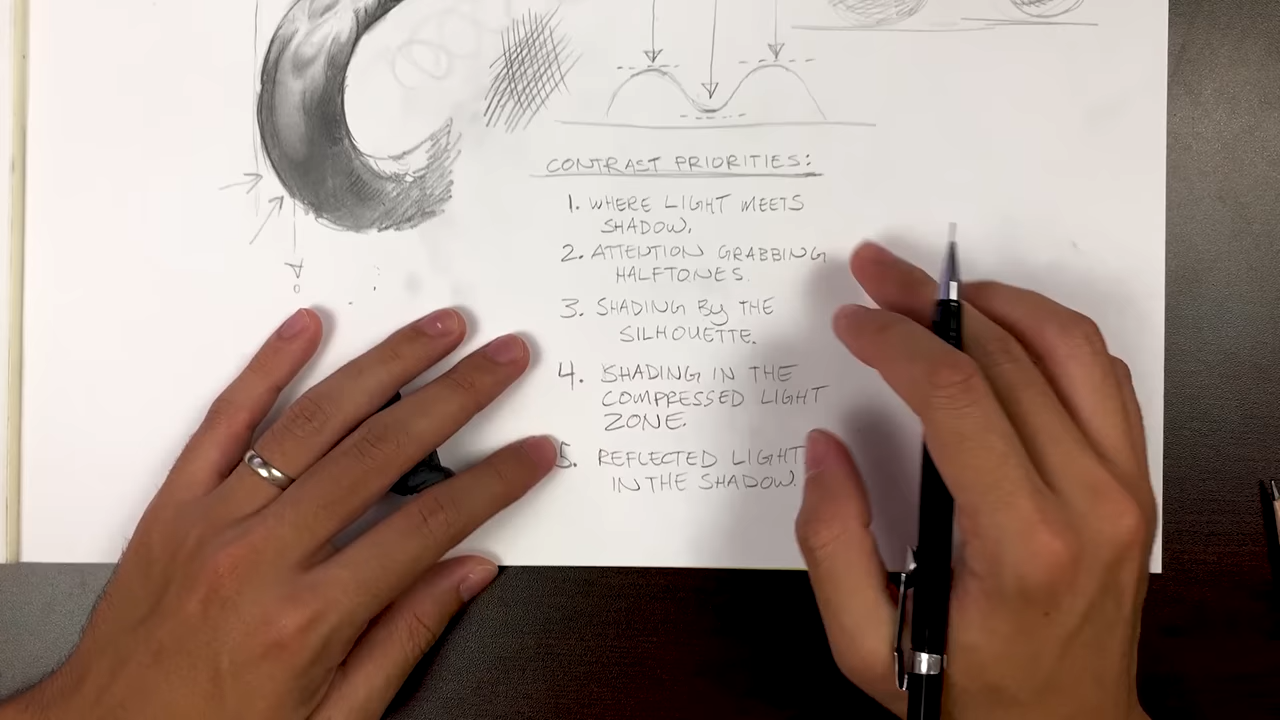 CONTRAST PRIORITIES:
1. WHERE LIGHT MEETS
SHADOW.
2. ATTENTION GRABBING
HALFTONES.
3. SHADING By THE
SILHOUETTE.
4. SHADING IN THE
COMPRESSED LIGHT
ZONE.
5. REFLECTED LIGHT
IN THE SHADOW.